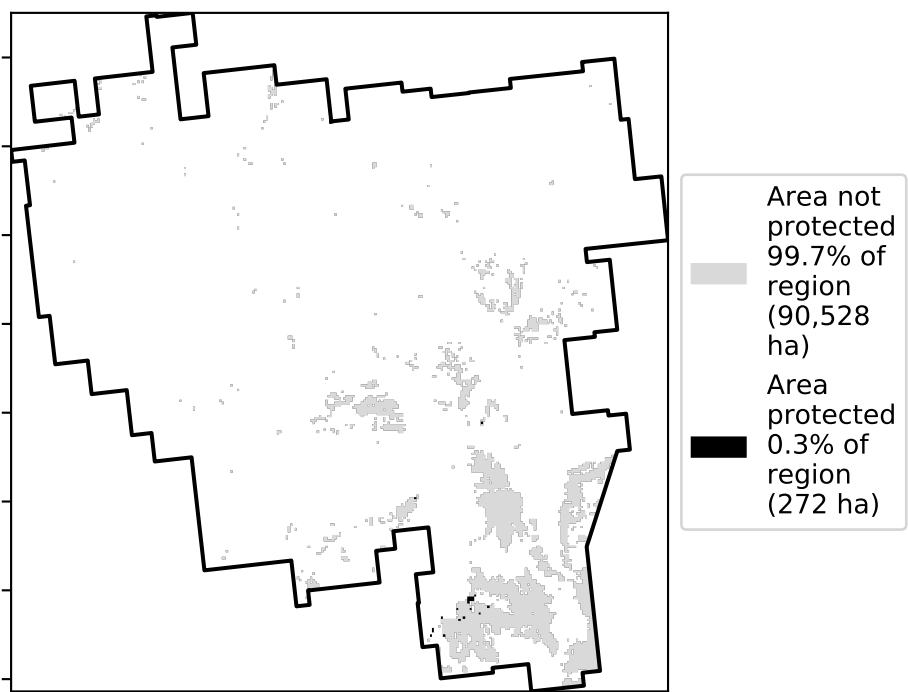 Area not
protected
99.7% of
region
(90,528
ha)
Area
protected
0.3% of
region
(272 ha)